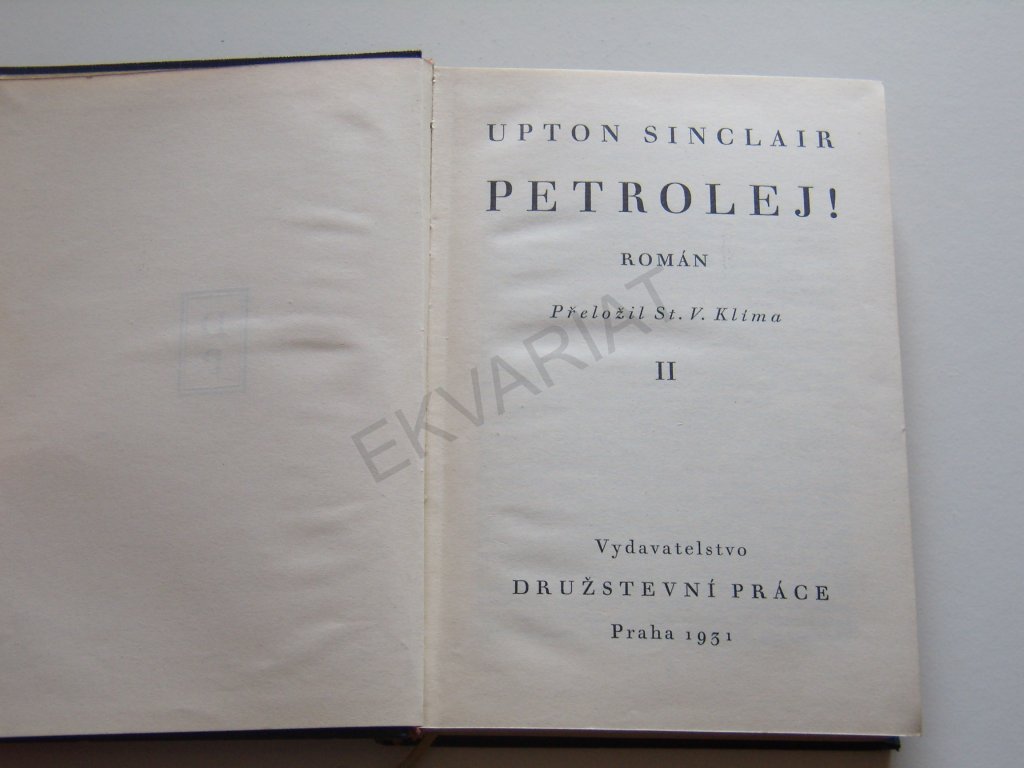 UPTON SINCLAIR
PETROLEJ!
ROMÁN
Přeložil St. V. Klíma
II
Vydavatelstvo
DRUŽSTEVNÍ PRÁCE
Praha 1931
EKVARIAT